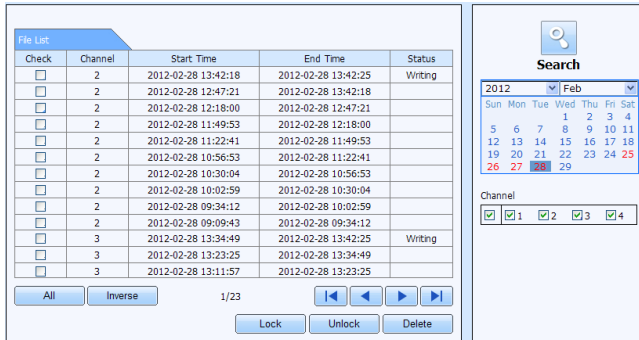 File List
Check Channel Start Time End Time Status
2 2012-02-28 13:42:18 2012-02-28 13:42:25 Writing
2 2012-02-28 12:47:21 2012-02-28 13:42:18
2 2012-02-28 12:18:00 2012-02-28 12:47:21
2 2012-02-28 11:49:53 2012-02-28 12:18:00
2 2012-02-28 11:22:41 2012-02-28 11:49:53
2 2012-02-28 10:56:53 2012-02-28 11:22:41
2 2012-02-28 10:30:04 2012-02-28 10:56:53
2 2012-02-28 10:02:59 2012-02-28 10:30:04
2 2012-02-28 09:34:12 2012-02-28 10:02:59
2 2012-02-28 09:09:43 2012-02-28 09:34:12
3 2012-02-28 13:34:49 2012-02-28 13:42:25 Writing
3 2012-02-28 13:23:25 2012-02-28 13:34:49
3 2012-02-28 13:11:57 2012-02-28 13:23:25
All Inverse 1/23
Lock Unlock Delete
Search
2012 Feb
Sun Mon Tue Wed Thu Fri Sat
1 2 3 4
5 6 7 8 9 10 11
12 13 14 15 16 17 18
19 20 21 22 23 24 25
26 27 28 29
Channel
1 2 3 4